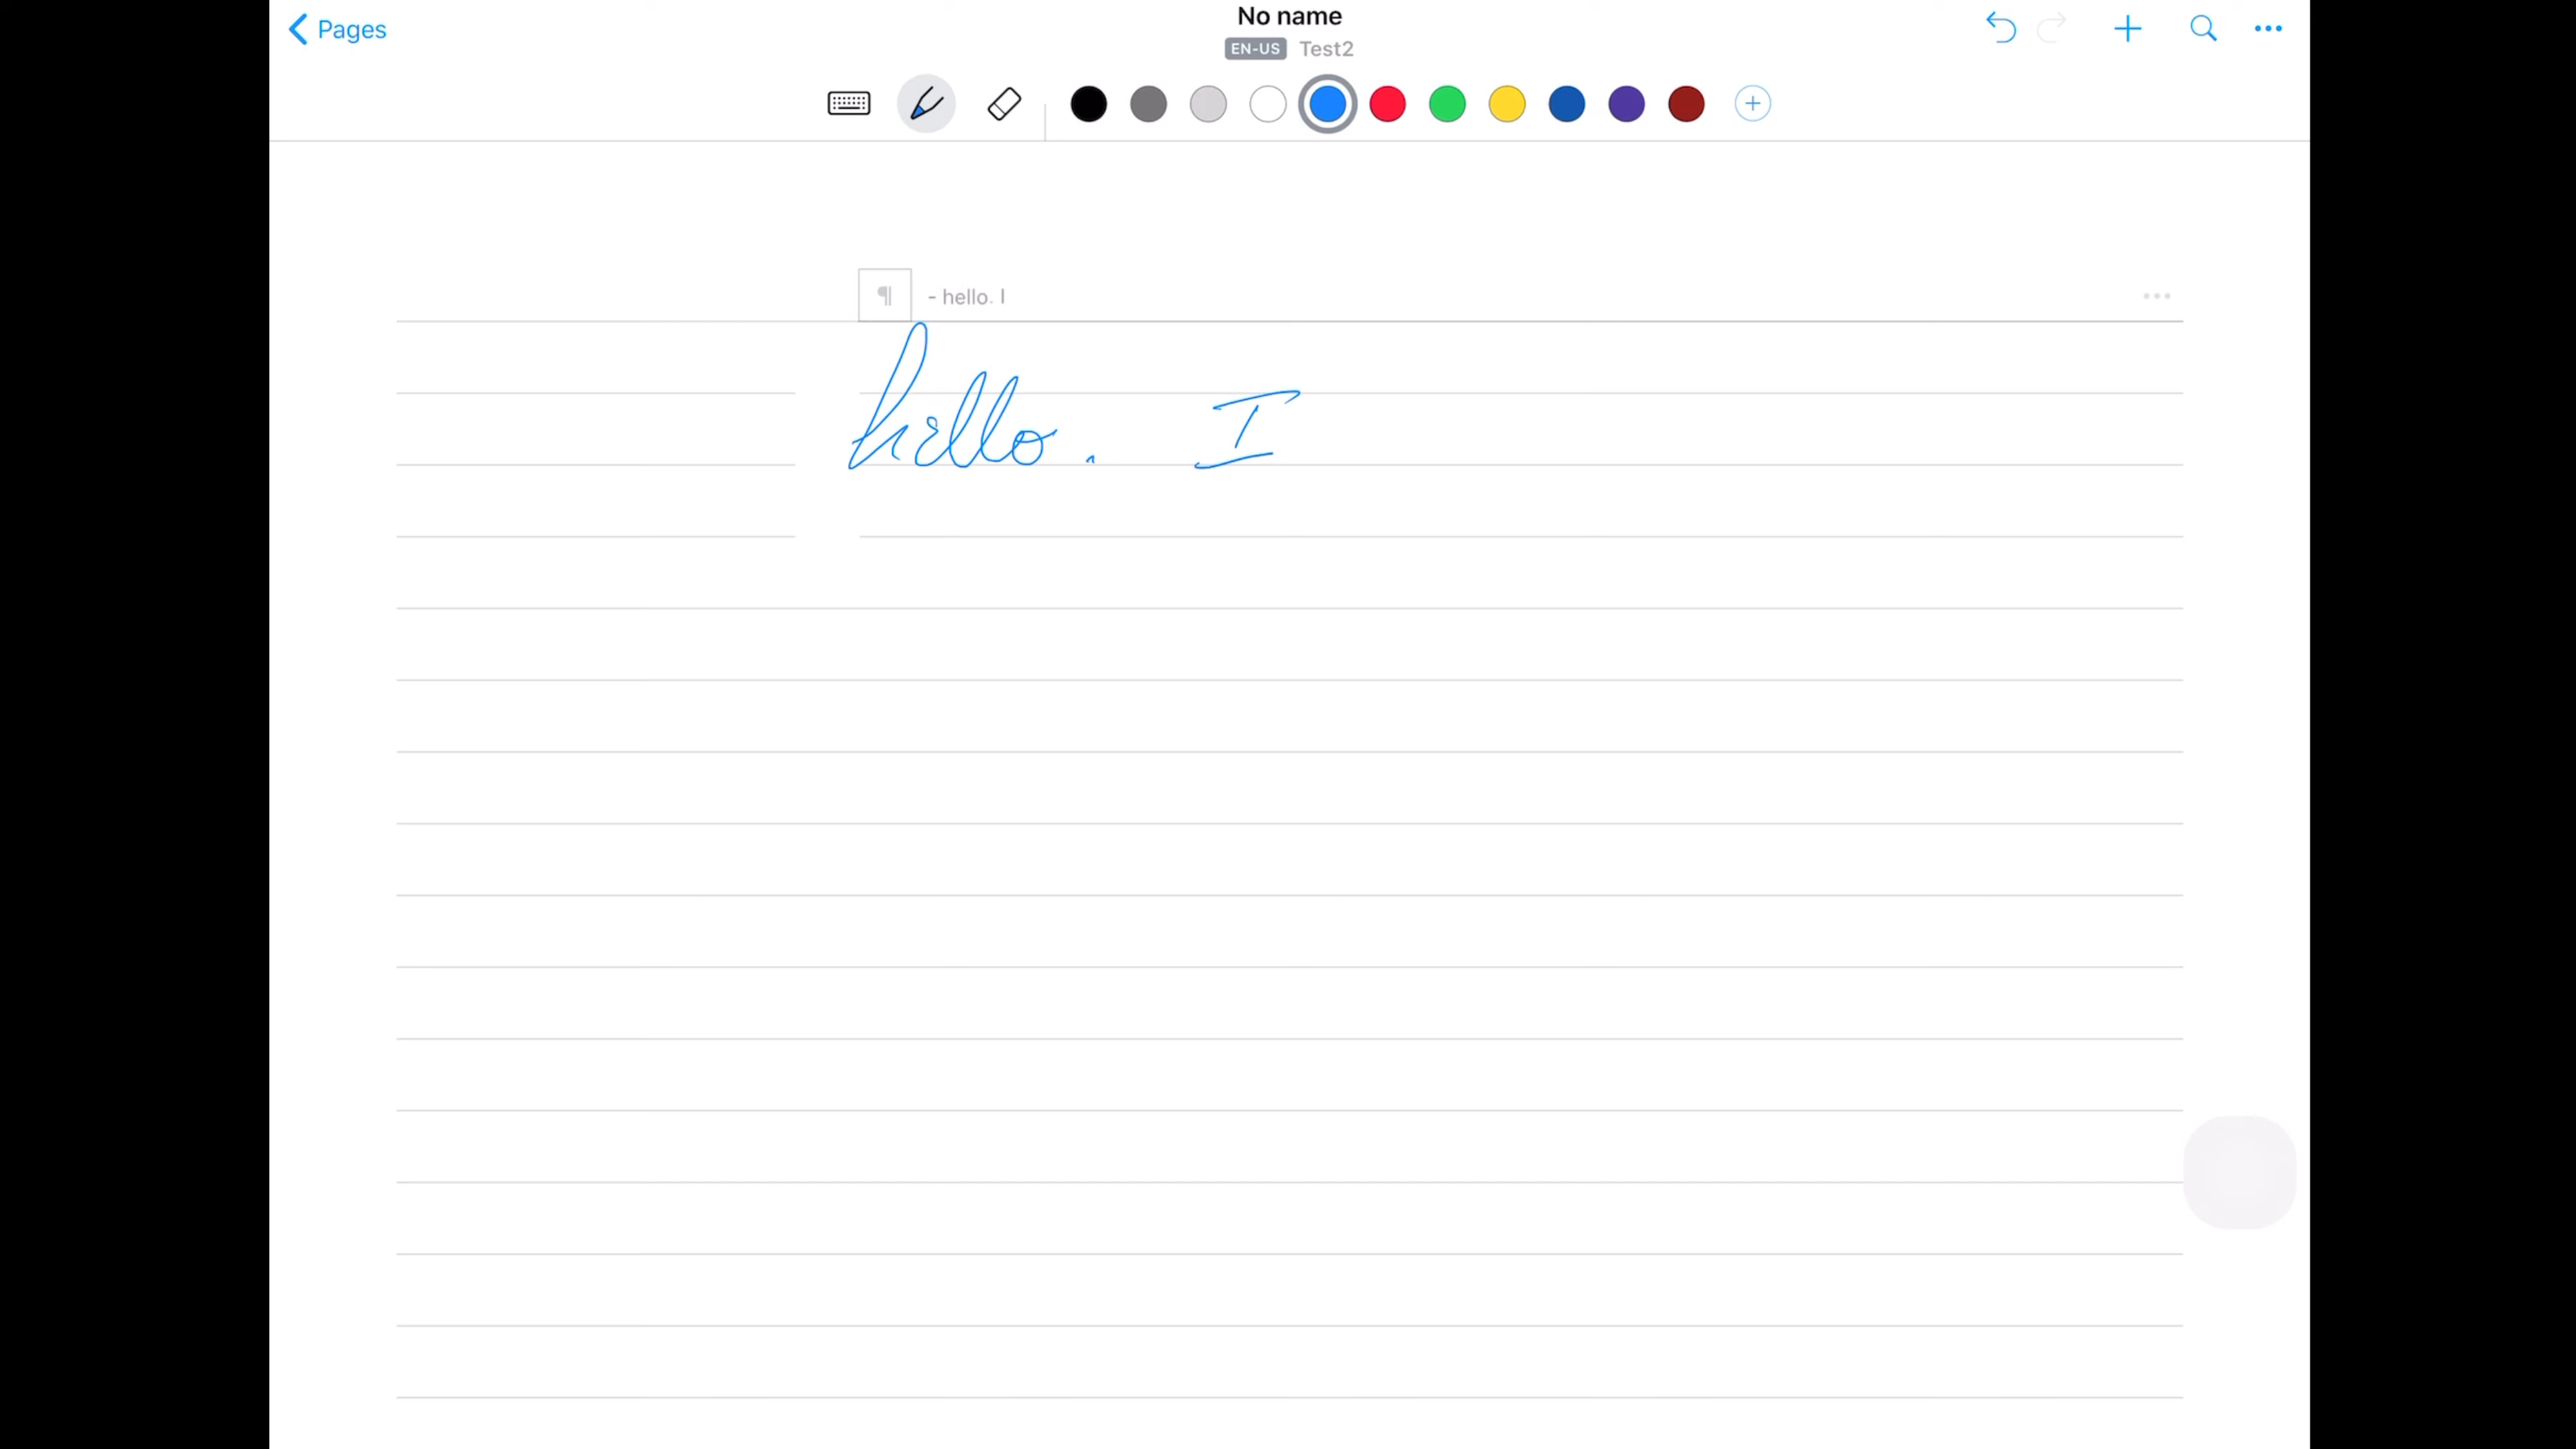 Pages
No name
EN-US Test2
¶ - hello. I
hello. I